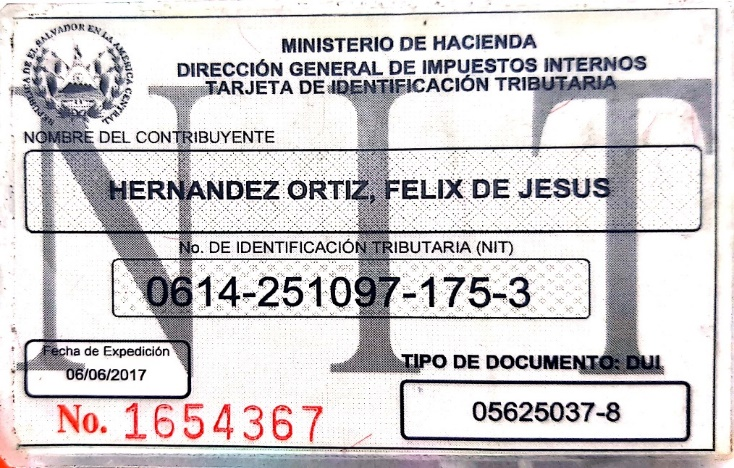 REPÚBLICA DE EL SALVADOR EN LA AMERICA CENTRAL
MINISTERIO DE HACIENDA
DIRECCIÓN GENERAL DE IMPUESTOS INTERNOS
TARJETA DE IDENTIFICACIÓN TRIBUTARIA
NIT
NOMBRE DEL CONTRIBUYENTE
HERNANDEZ ORTIZ, FELIX DE JESUS
No. DE IDENTIFICACIÓN TRIBUTARIA (NIT)
0614-251097-175-3
Fecha de Expedición
06/06/2017
TIPO DE DOCUMENTO: DUI
05625037-8
No. 1654367